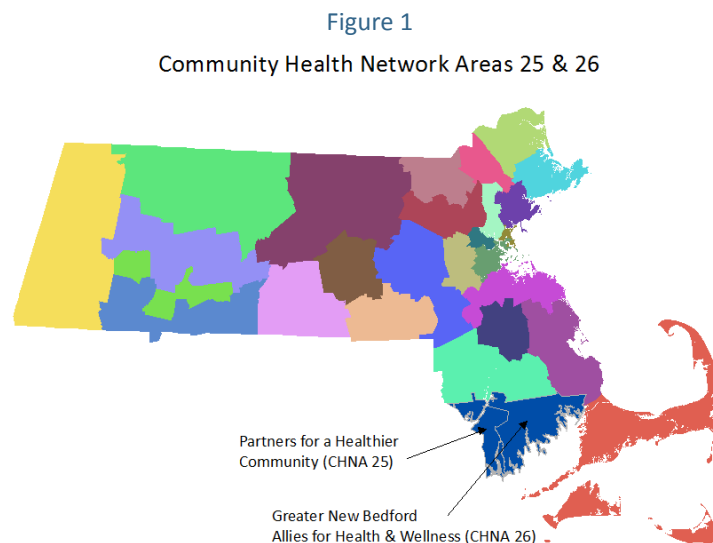 Figure 1
Community Health Network Areas 25 & 26
Partners for a Healthier
Community (CHNA 25)
Greater New Bedford
Allies for Health & Wellness (CHNA 26)